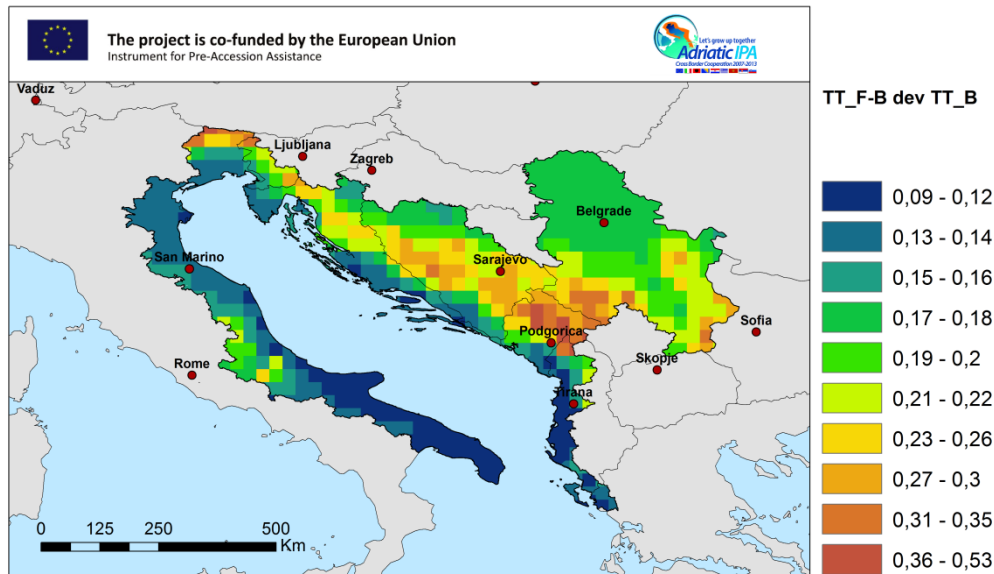 The project is co-funded by the European Union
Instrument for Pre-Accession Assistance
Let's grow up together
Adriatic IPA
Cross Border Cooperation 2007-2013
TT_F-B dev TT_B
0,09 - 0,12
0,13 - 0,14
0,15 - 0,16
0,17 - 0,18
0,19 - 0,2
0,21 - 0,22
0,23 - 0,26
0,27 - 0,3
0,31 - 0,35
0,36 - 0,53
Vaduz
Ljubljana
Zagreb
Belgrade
San Marino
Sarajevo
Sofia
Podgorica
Skopje
Rome
Tirana
0 125 250 500
Km